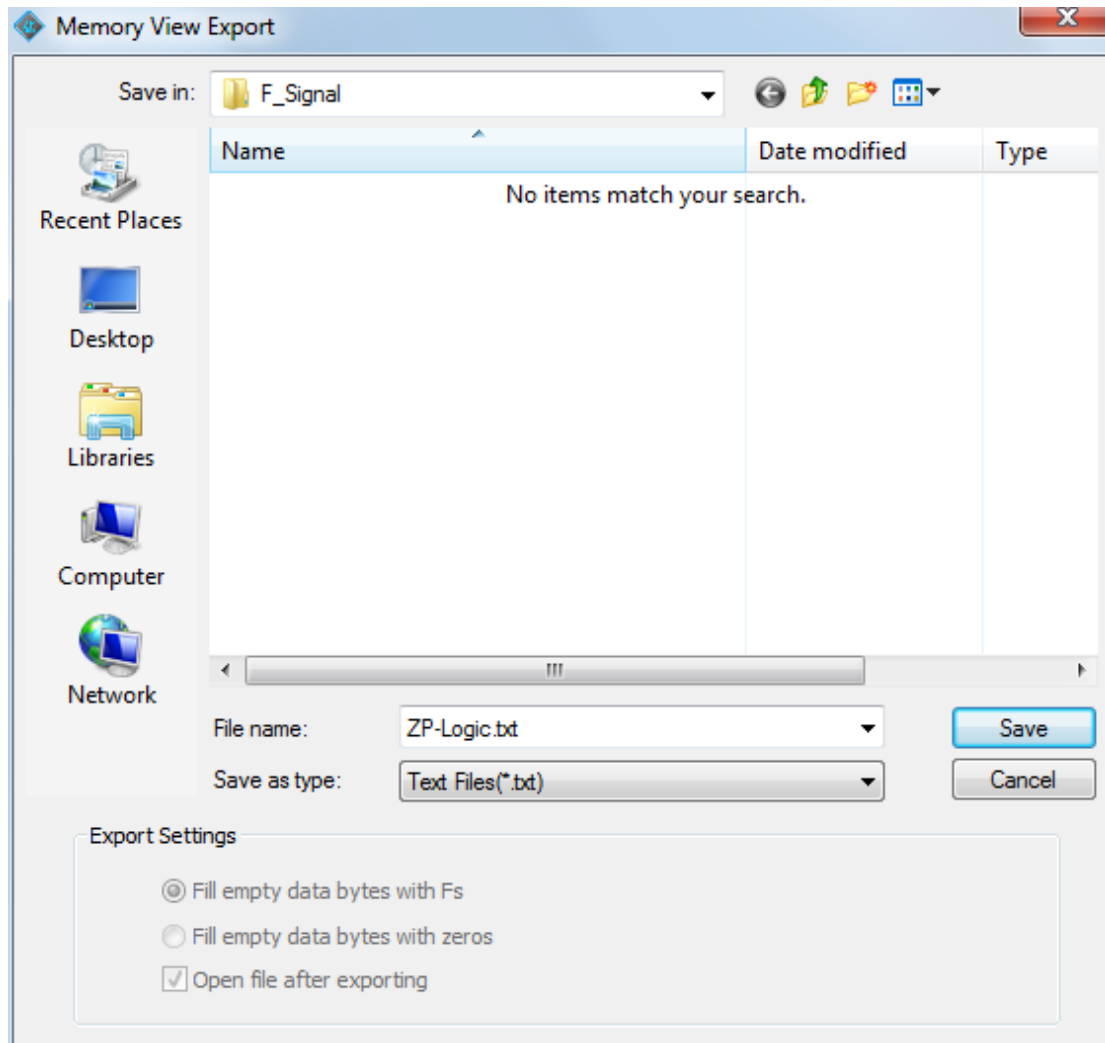 Memory View Export
Save in: F_Signal
Name Date modified Type
No items match your search.
Recent Places
Desktop
Libraries
Computer
Network
File name: ZP-Logic.txt Save
Save as type: Text Files(*.txt) Cancel
Export Settings
Fill empty data bytes with Fs
Fill empty data bytes with zeros
Open file after exporting